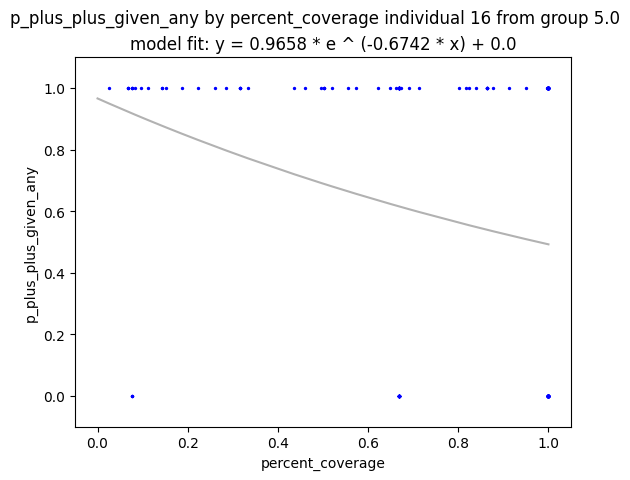 p_plus_plus_given_any by percent_coverage individual 16 from group 5.0
model fit: y = 0.9658 * e ^ (-0.6742 * x) + 0.0
1.0
0.8
0.6
0.4
0.2
0.0
p_plus_plus_given_any
0.0 0.2 0.4 0.6 0.8 1.0
percent_coverage